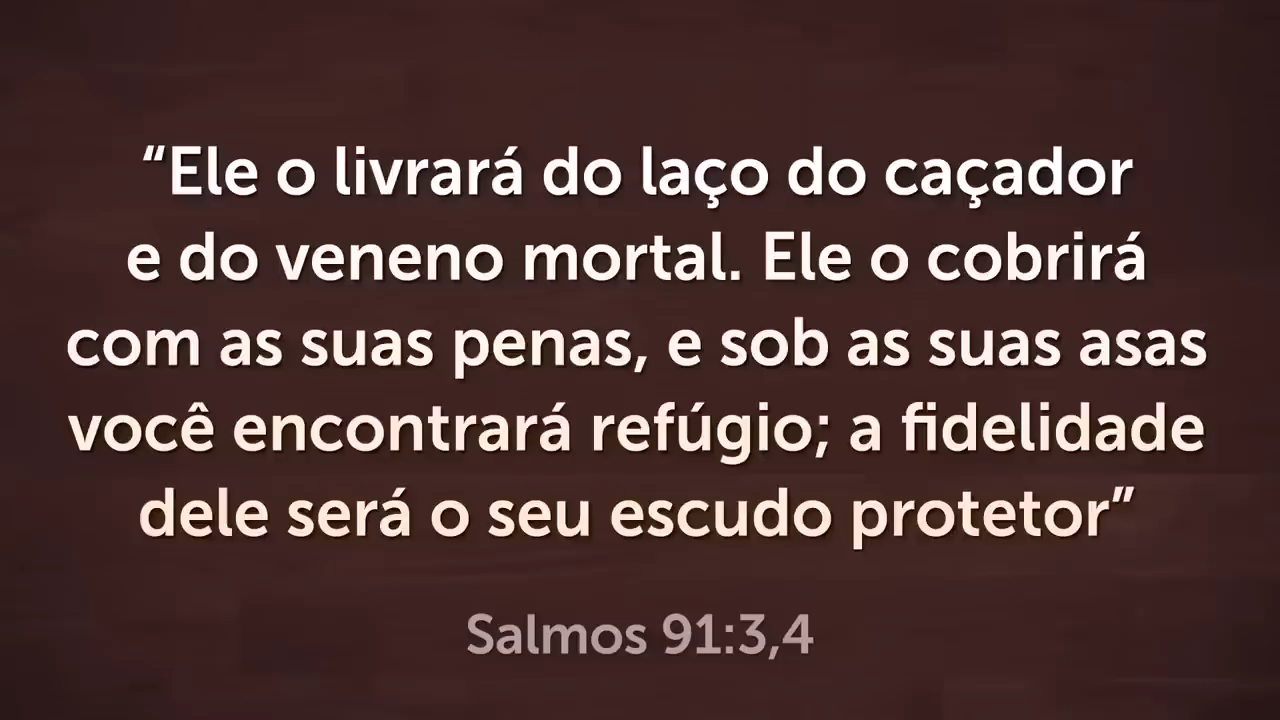 “Ele o livrará do laço do caçador
e do veneno mortal. Ele o cobrirá
com as suas penas, e sob as suas asas
você encontrará refúgio; a fidelidade
dele será o seu escudo protetor”
Salmos 91:3,4